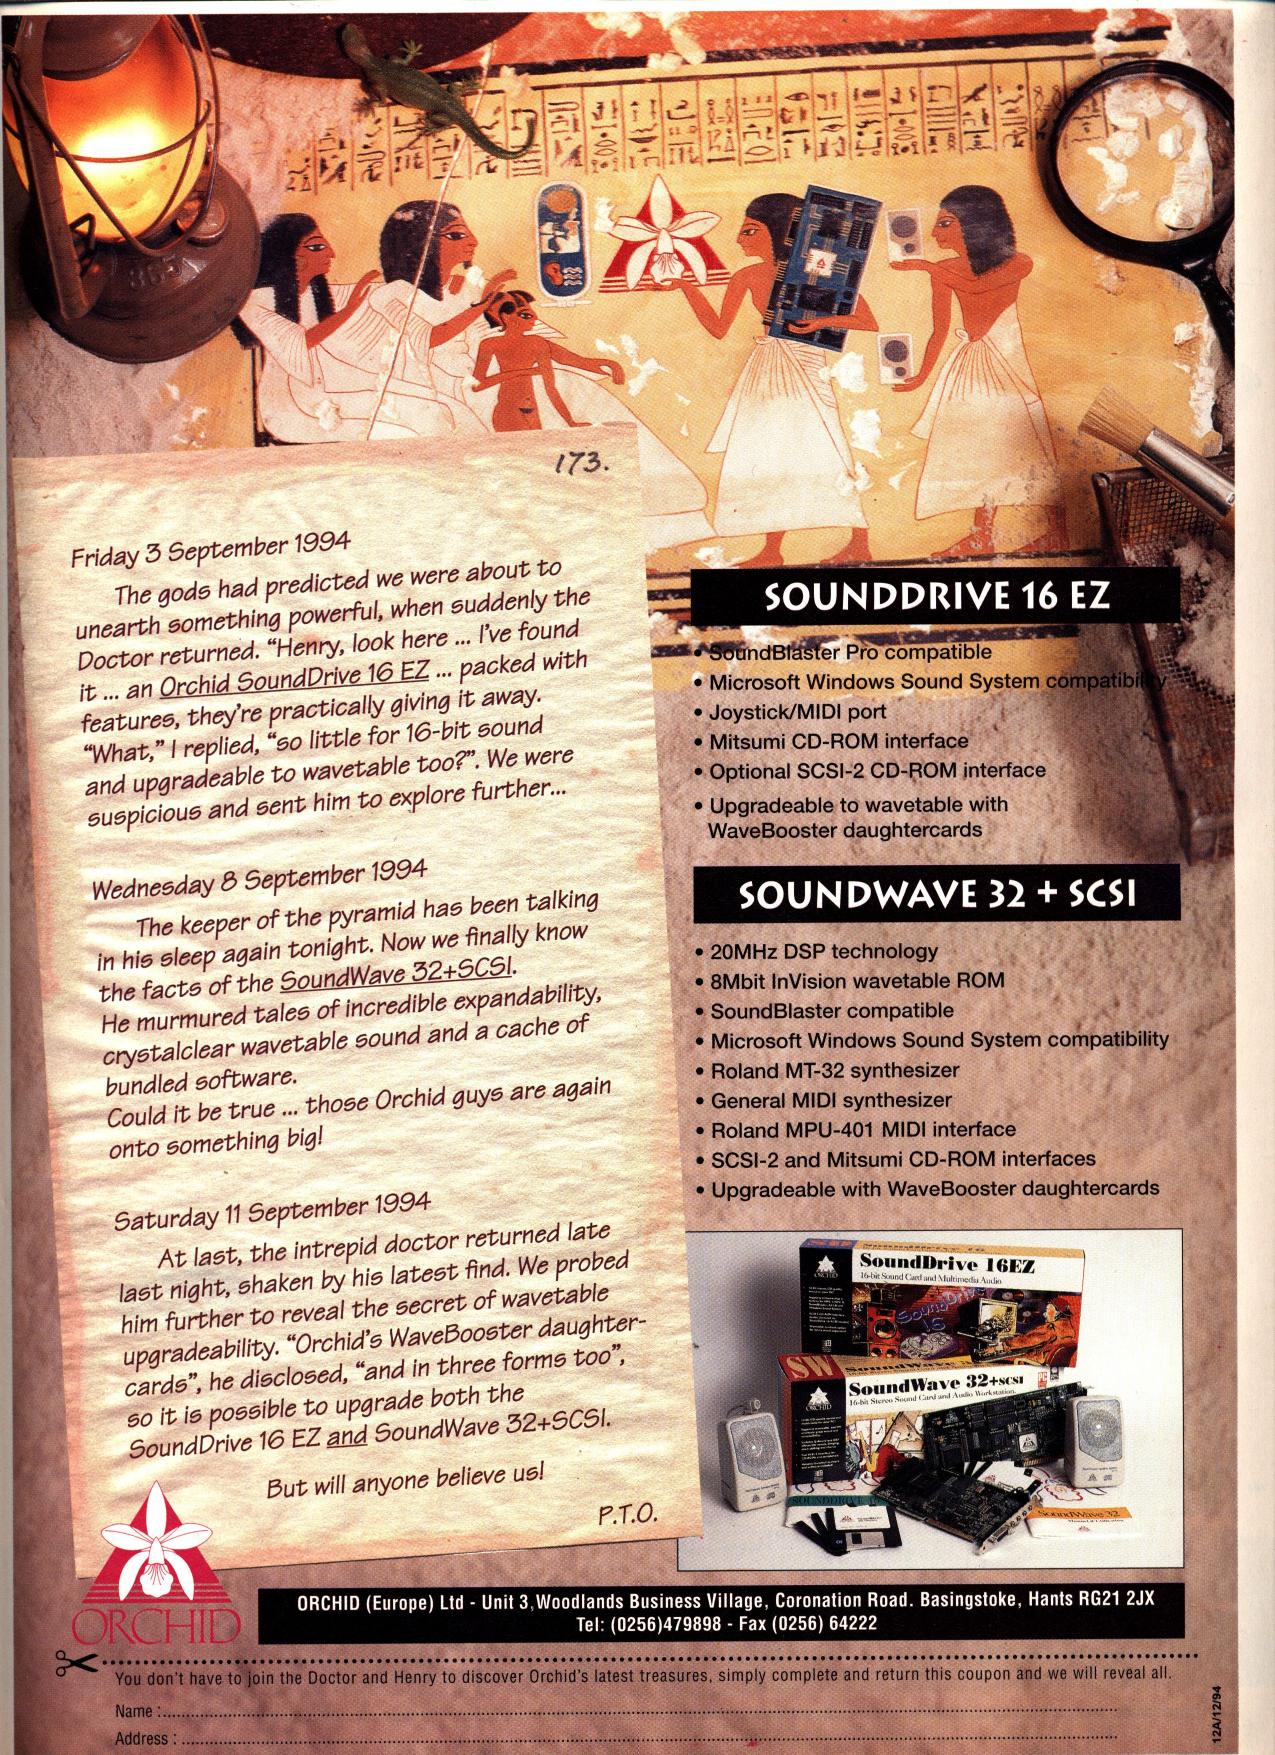 173.
Friday 3 September 1994
The gods had predicted we were about to
unearth something powerful, when suddenly the
Doctor returned. “Henry, look here ... I’ve found
it ... an Orchid SoundDrive 16 EZ ... packed with
features, they’re practically giving it away.
“What,” I replied, “so little for 16-bit sound
and upgradeable to wavetable too?”. We were
suspicious and sent him to explore further...
Wednesday 8 September 1994
The keeper of the pyramid has been talking
in his sleep again tonight. Now we finally know
the facts of the SoundWave 32+SCSI.
He murmured tales of incredible expandability,
crystalclear wavetable sound and a cache of
bundled software.
Could it be true ... those Orchid guys are again
onto something big!
Saturday 11 September 1994
At last, the intrepid doctor returned late
last night, shaken by his latest find. We probed
him further to reveal the secret of wavetable
upgradeability. “Orchid’s WaveBooster daughter-
cards”, he disclosed, “and in three forms too”,
so it is possible to upgrade both the
SoundDrive 16 EZ and SoundWave 32+SCSI.
But will anyone believe us!
P.T.O.
SOUNDDRIVE 16 EZ
• SoundBlaster Pro compatible
• Microsoft Windows Sound System compatibility
• Joystick/MIDI port
• Mitsumi CD-ROM interface
• Optional SCSI-2 CD-ROM interface
• Upgradeable to wavetable with
WaveBooster daughtercards
SOUNDWAVE 32 + SCSI
• 20MHz DSP technology
• 8Mbit InVision wavetable ROM
• SoundBlaster compatible
• Microsoft Windows Sound System compatibility
• Roland MT-32 synthesizer
• General MIDI synthesizer
• Roland MPU-401 MIDI interface
• SCSI-2 and Mitsumi CD-ROM interfaces
• Upgradeable with WaveBooster daughtercards
ORCHID
SoundDrive 16EZ
16-bit Sound Card and Multimedia Audio
SoundDrive
16
SW
ORCHID
SoundWave 32+SCSI
16-bit Stereo Sound Card and Audio Workstation.
SOUNDDRIVE
SoundWave 32
ORCHID
ORCHID (Europe) Ltd - Unit 3,Woodlands Business Village, Coronation Road. Basingstoke, Hants RG21 2JX
Tel: (0256)479898 - Fax (0256) 64222
You don’t have to join the Doctor and Henry to discover Orchid’s latest treasures, simply complete and return this coupon and we will reveal all.
Name :
Address :
12A/12/94